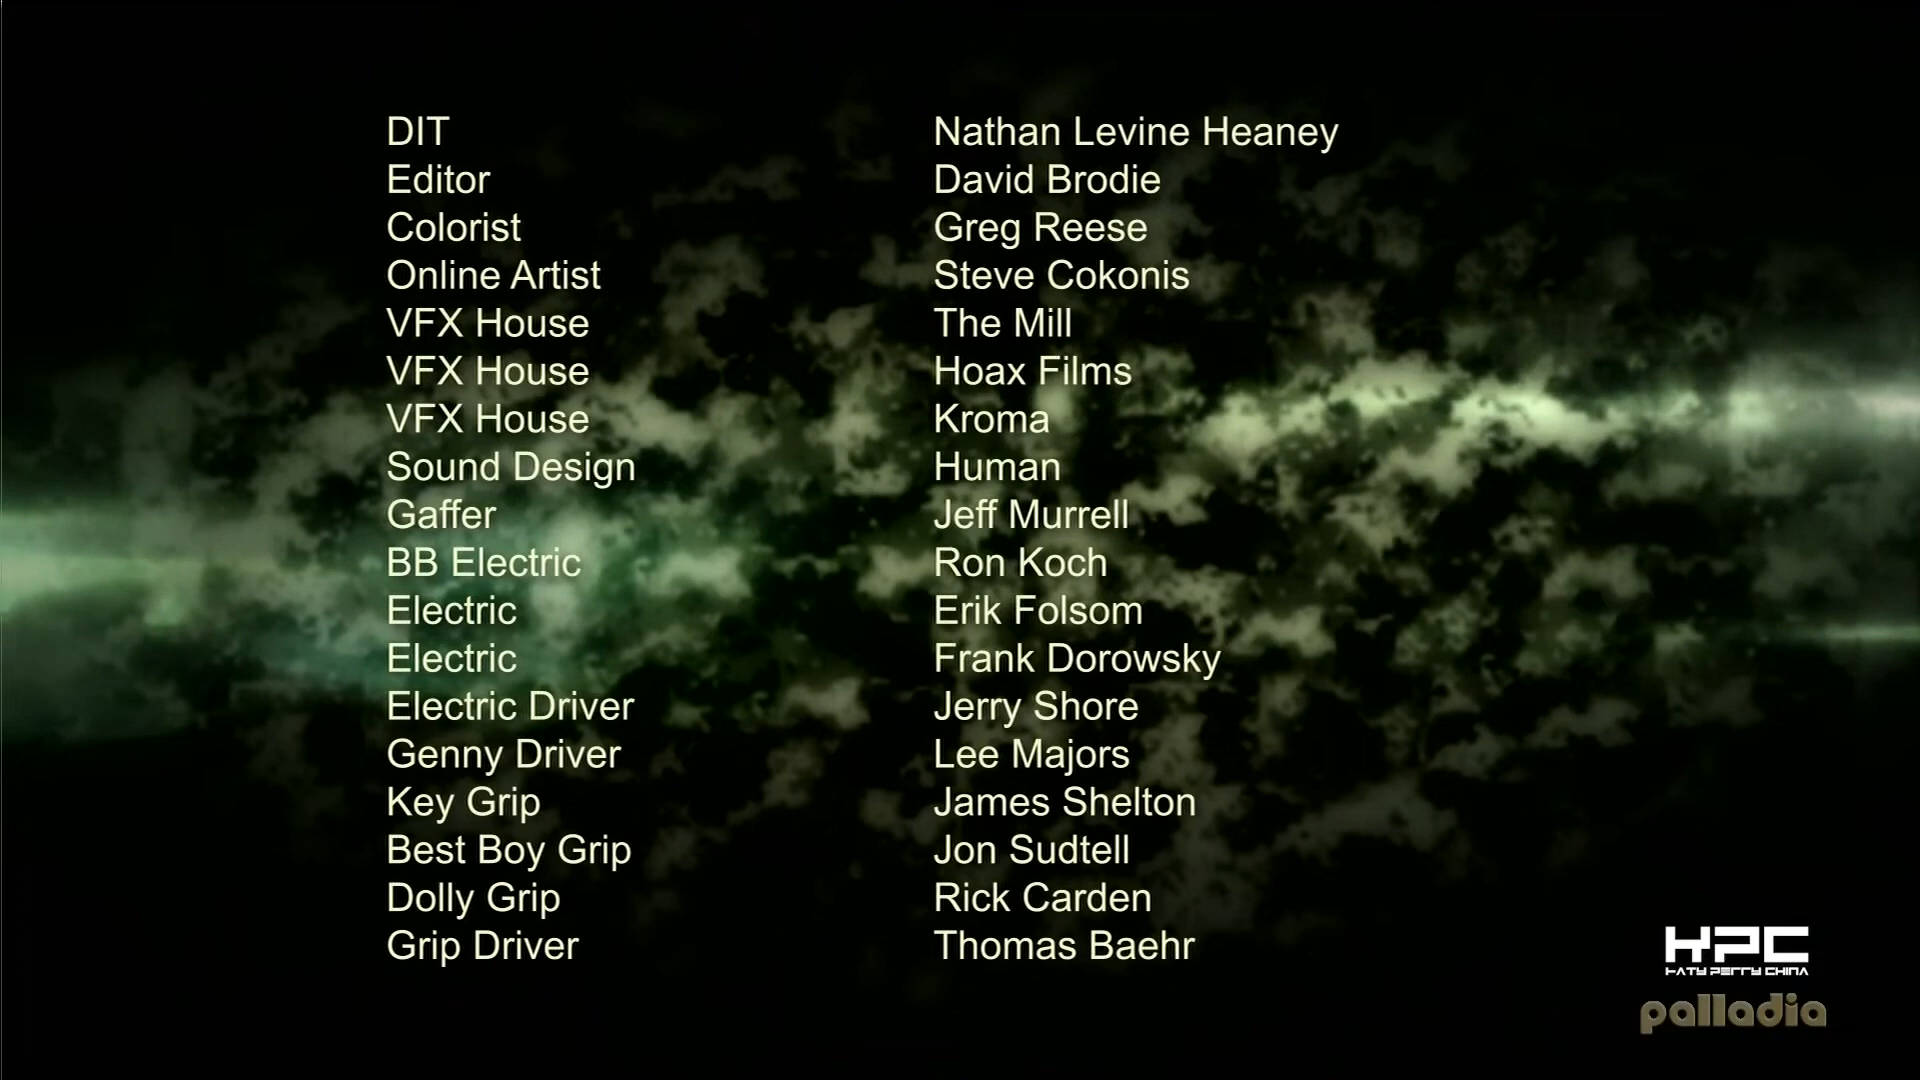 DIT Nathan Levine Heaney
Editor David Brodie
Colorist Greg Reese
Online Artist Steve Cokonis
VFX House The Mill
VFX House Hoax Films
VFX House Kroma
Sound Design Human
Gaffer Jeff Murrell
BB Electric Ron Koch
Electric Erik Folsom
Electric Frank Dorowsky
Electric Driver Jerry Shore
Genny Driver Lee Majors
Key Grip James Shelton
Best Boy Grip Jon Sudtell
Dolly Grip Rick Carden
Grip Driver Thomas Baehr
KPC
KATY PERRY CHINA
palladia